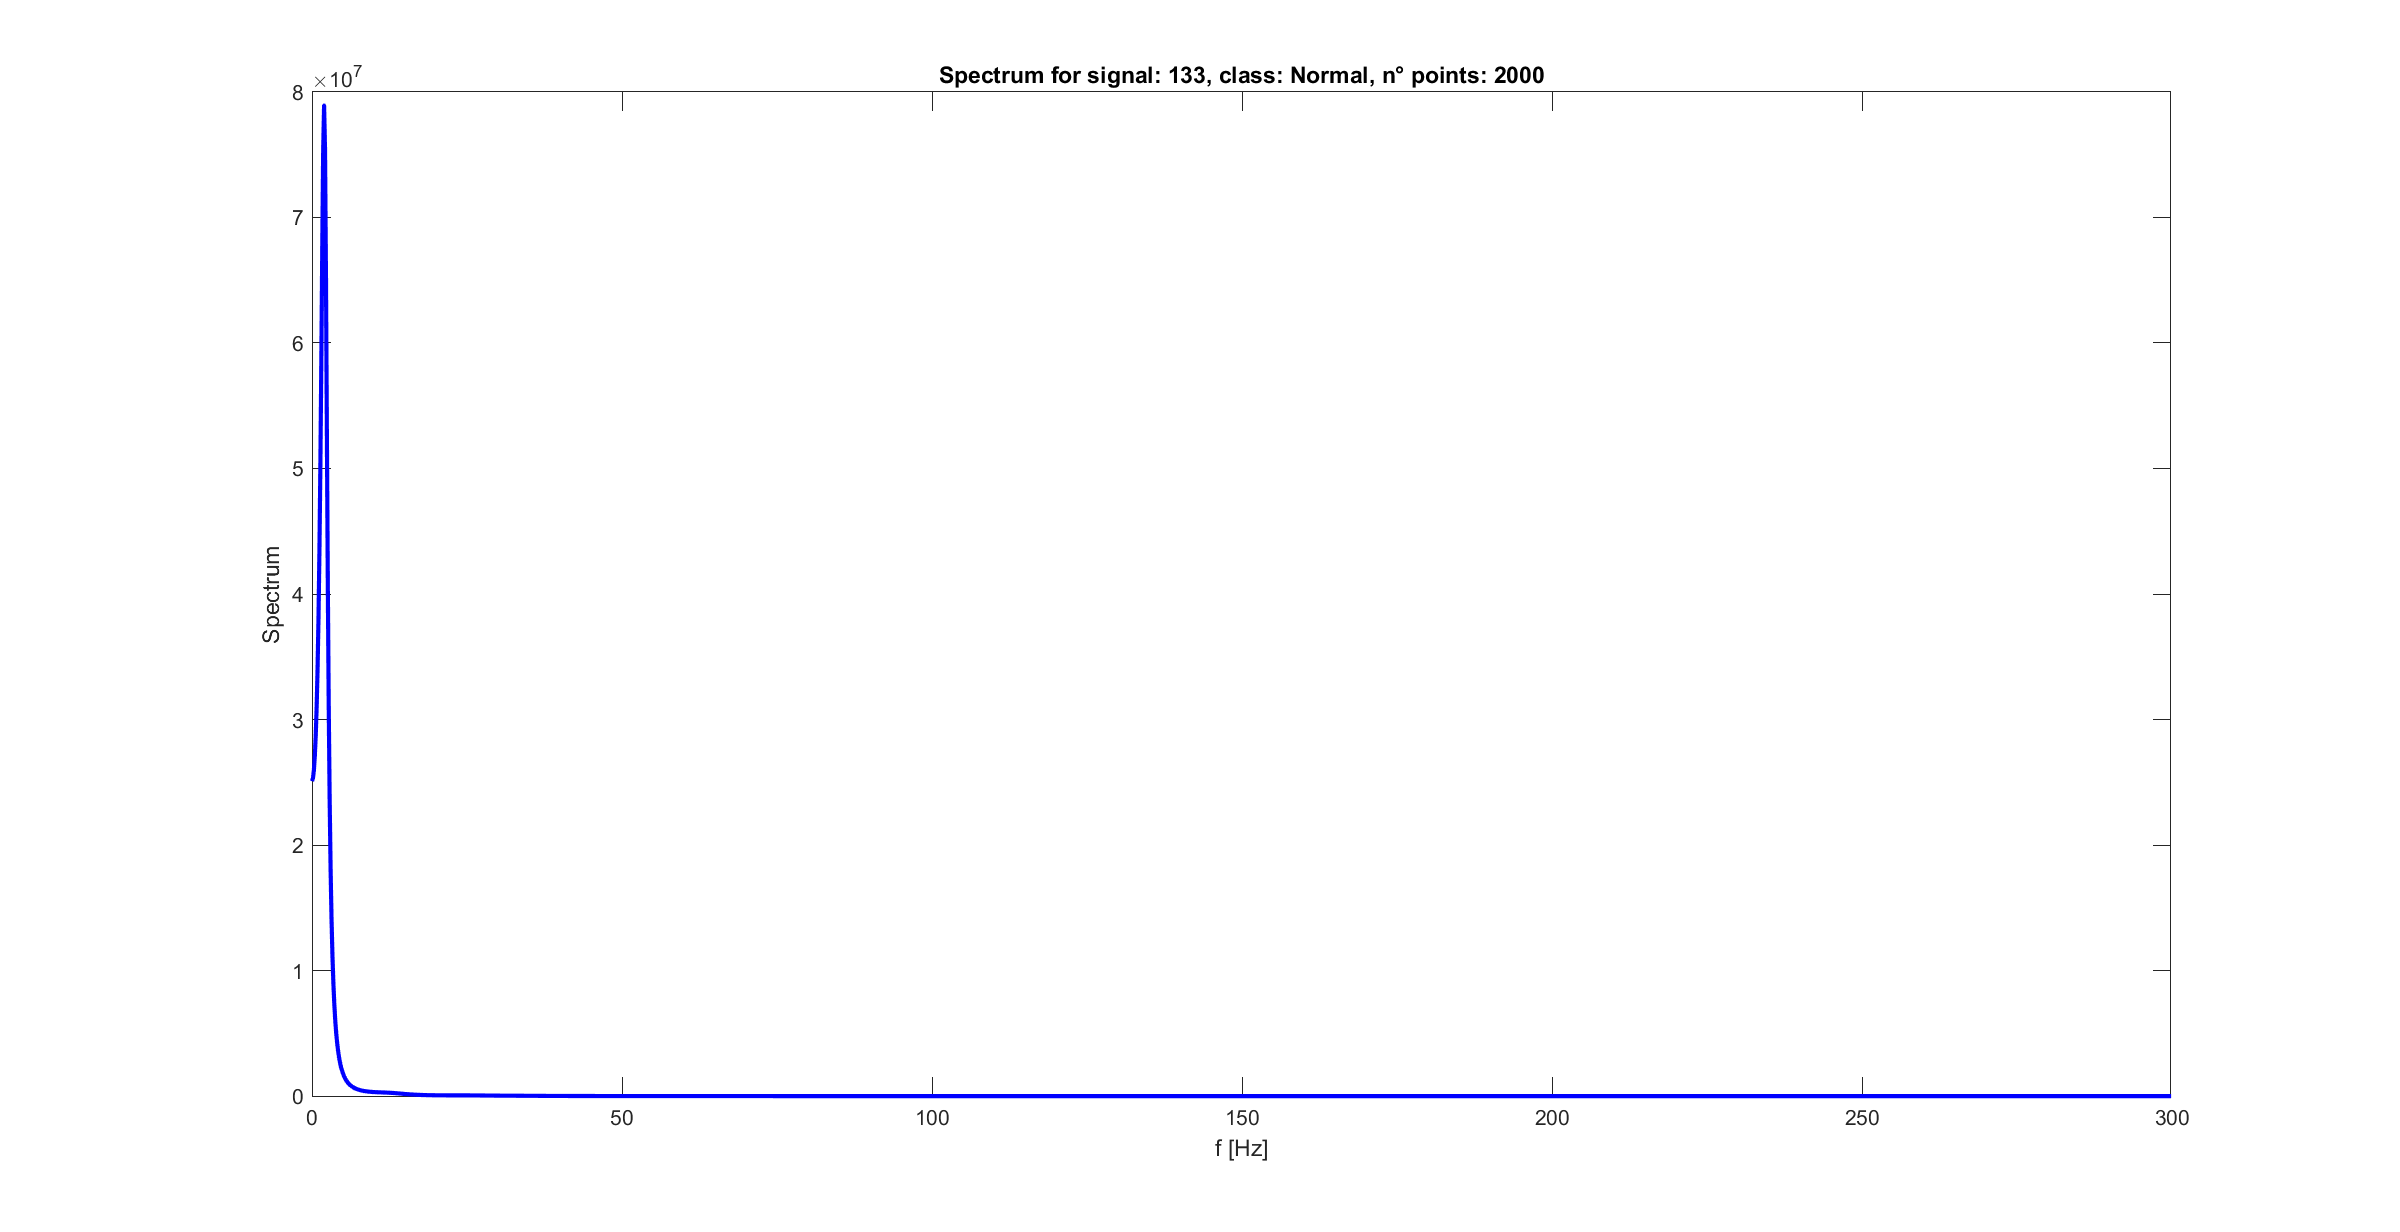 Spectrum for signal: 133, class: Normal, n° points: 2000
×10^7
8
7
6
5
4
3
2
1
0
Spectrum
0 50 100 150 200 250 300
f [Hz]